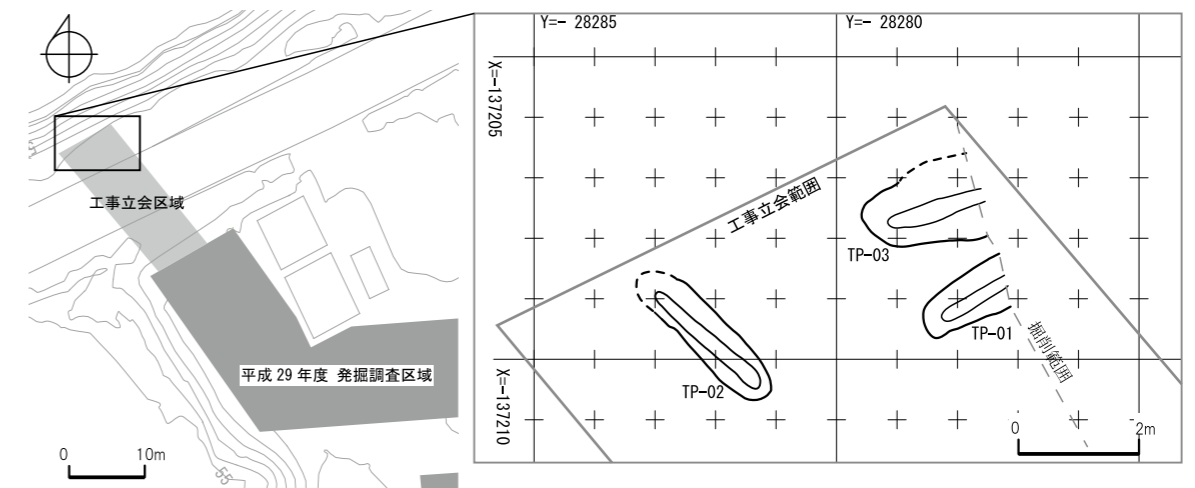 工事立会区域
平成 29 年度 発掘調査区域
0 10m
55
Y=- 28285
Y=- 28280
X=-137205
X=-137210
工事立会範囲
TP-03
TP-01
TP-02
掘削範囲
0 2m